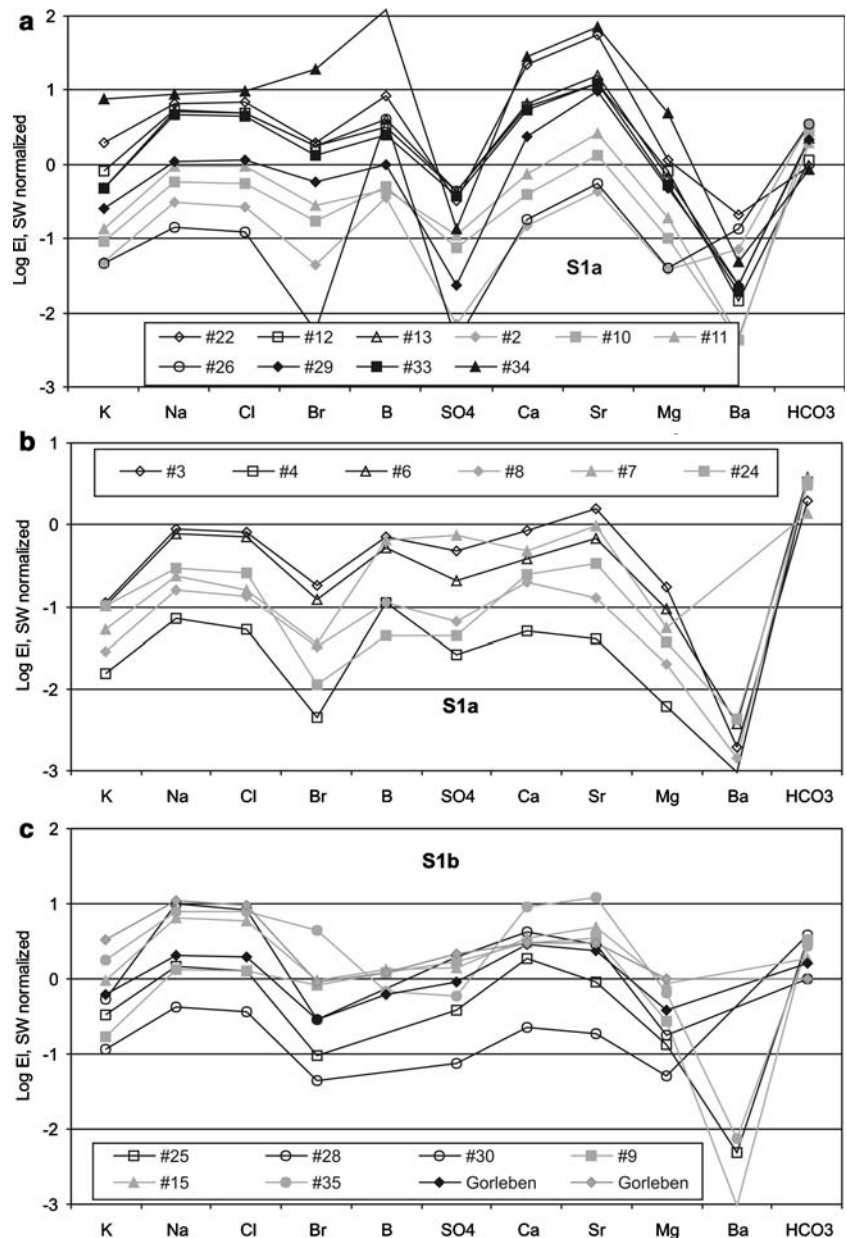 a
2
1
0
-1
-2
-3
Log EI, SW normalized
S1a
#22 #12 #13 #2 #10 #11
#26 #29 #33 #34
K Na Cl Br B SO4 Ca Sr Mg Ba HCO3
b
1
0
-1
-2
-3
Log EI, SW normalized
#3 #4 #6 #8 #7 #24
S1a
K Na Cl Br B SO4 Ca Sr Mg Ba HCO3
c
2
1
0
-1
-2
-3
Log EI, SW normalized
S1b
#25 #28 #30 #9
#15 #35 Gorleben Gorleben
K Na Cl Br B SO4 Ca Sr Mg Ba HCO3